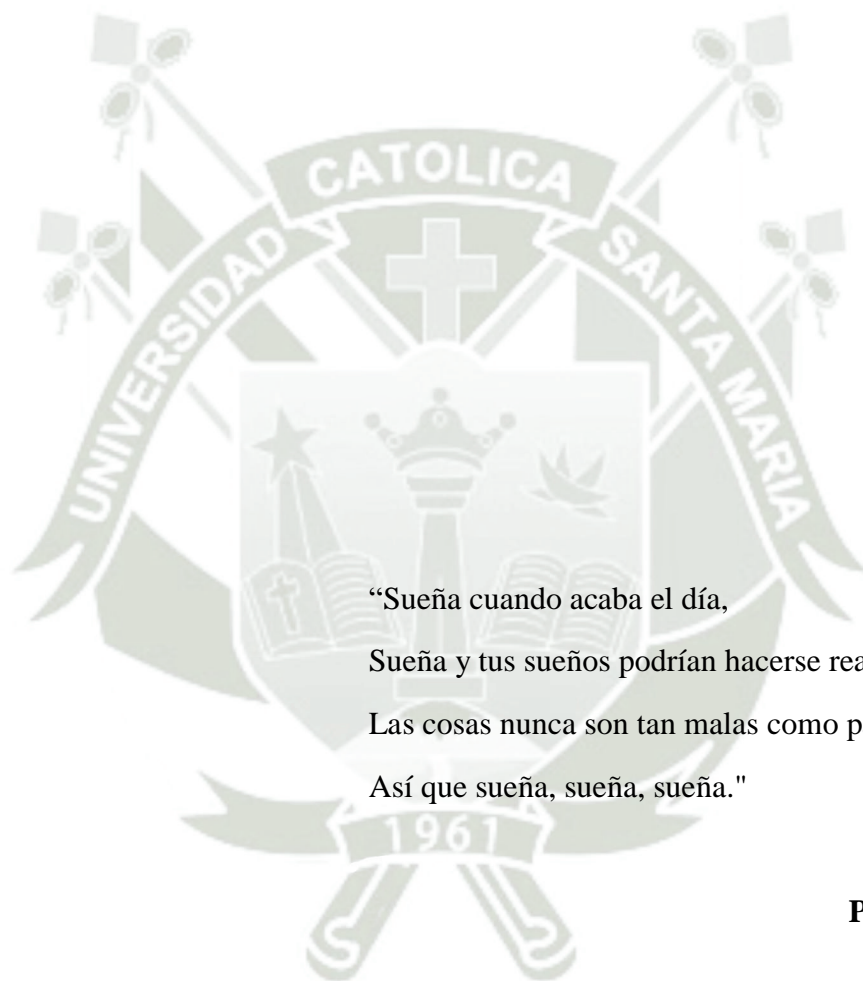 CATOLICA
UNIVERSIDAD
SANTA MARIA
“Sueña cuando acaba el día,
Sueña y tus sueños podrían hacerse rea
Las cosas nunca son tan malas como p
Así que sueña, sueña, sueña."
1961
P